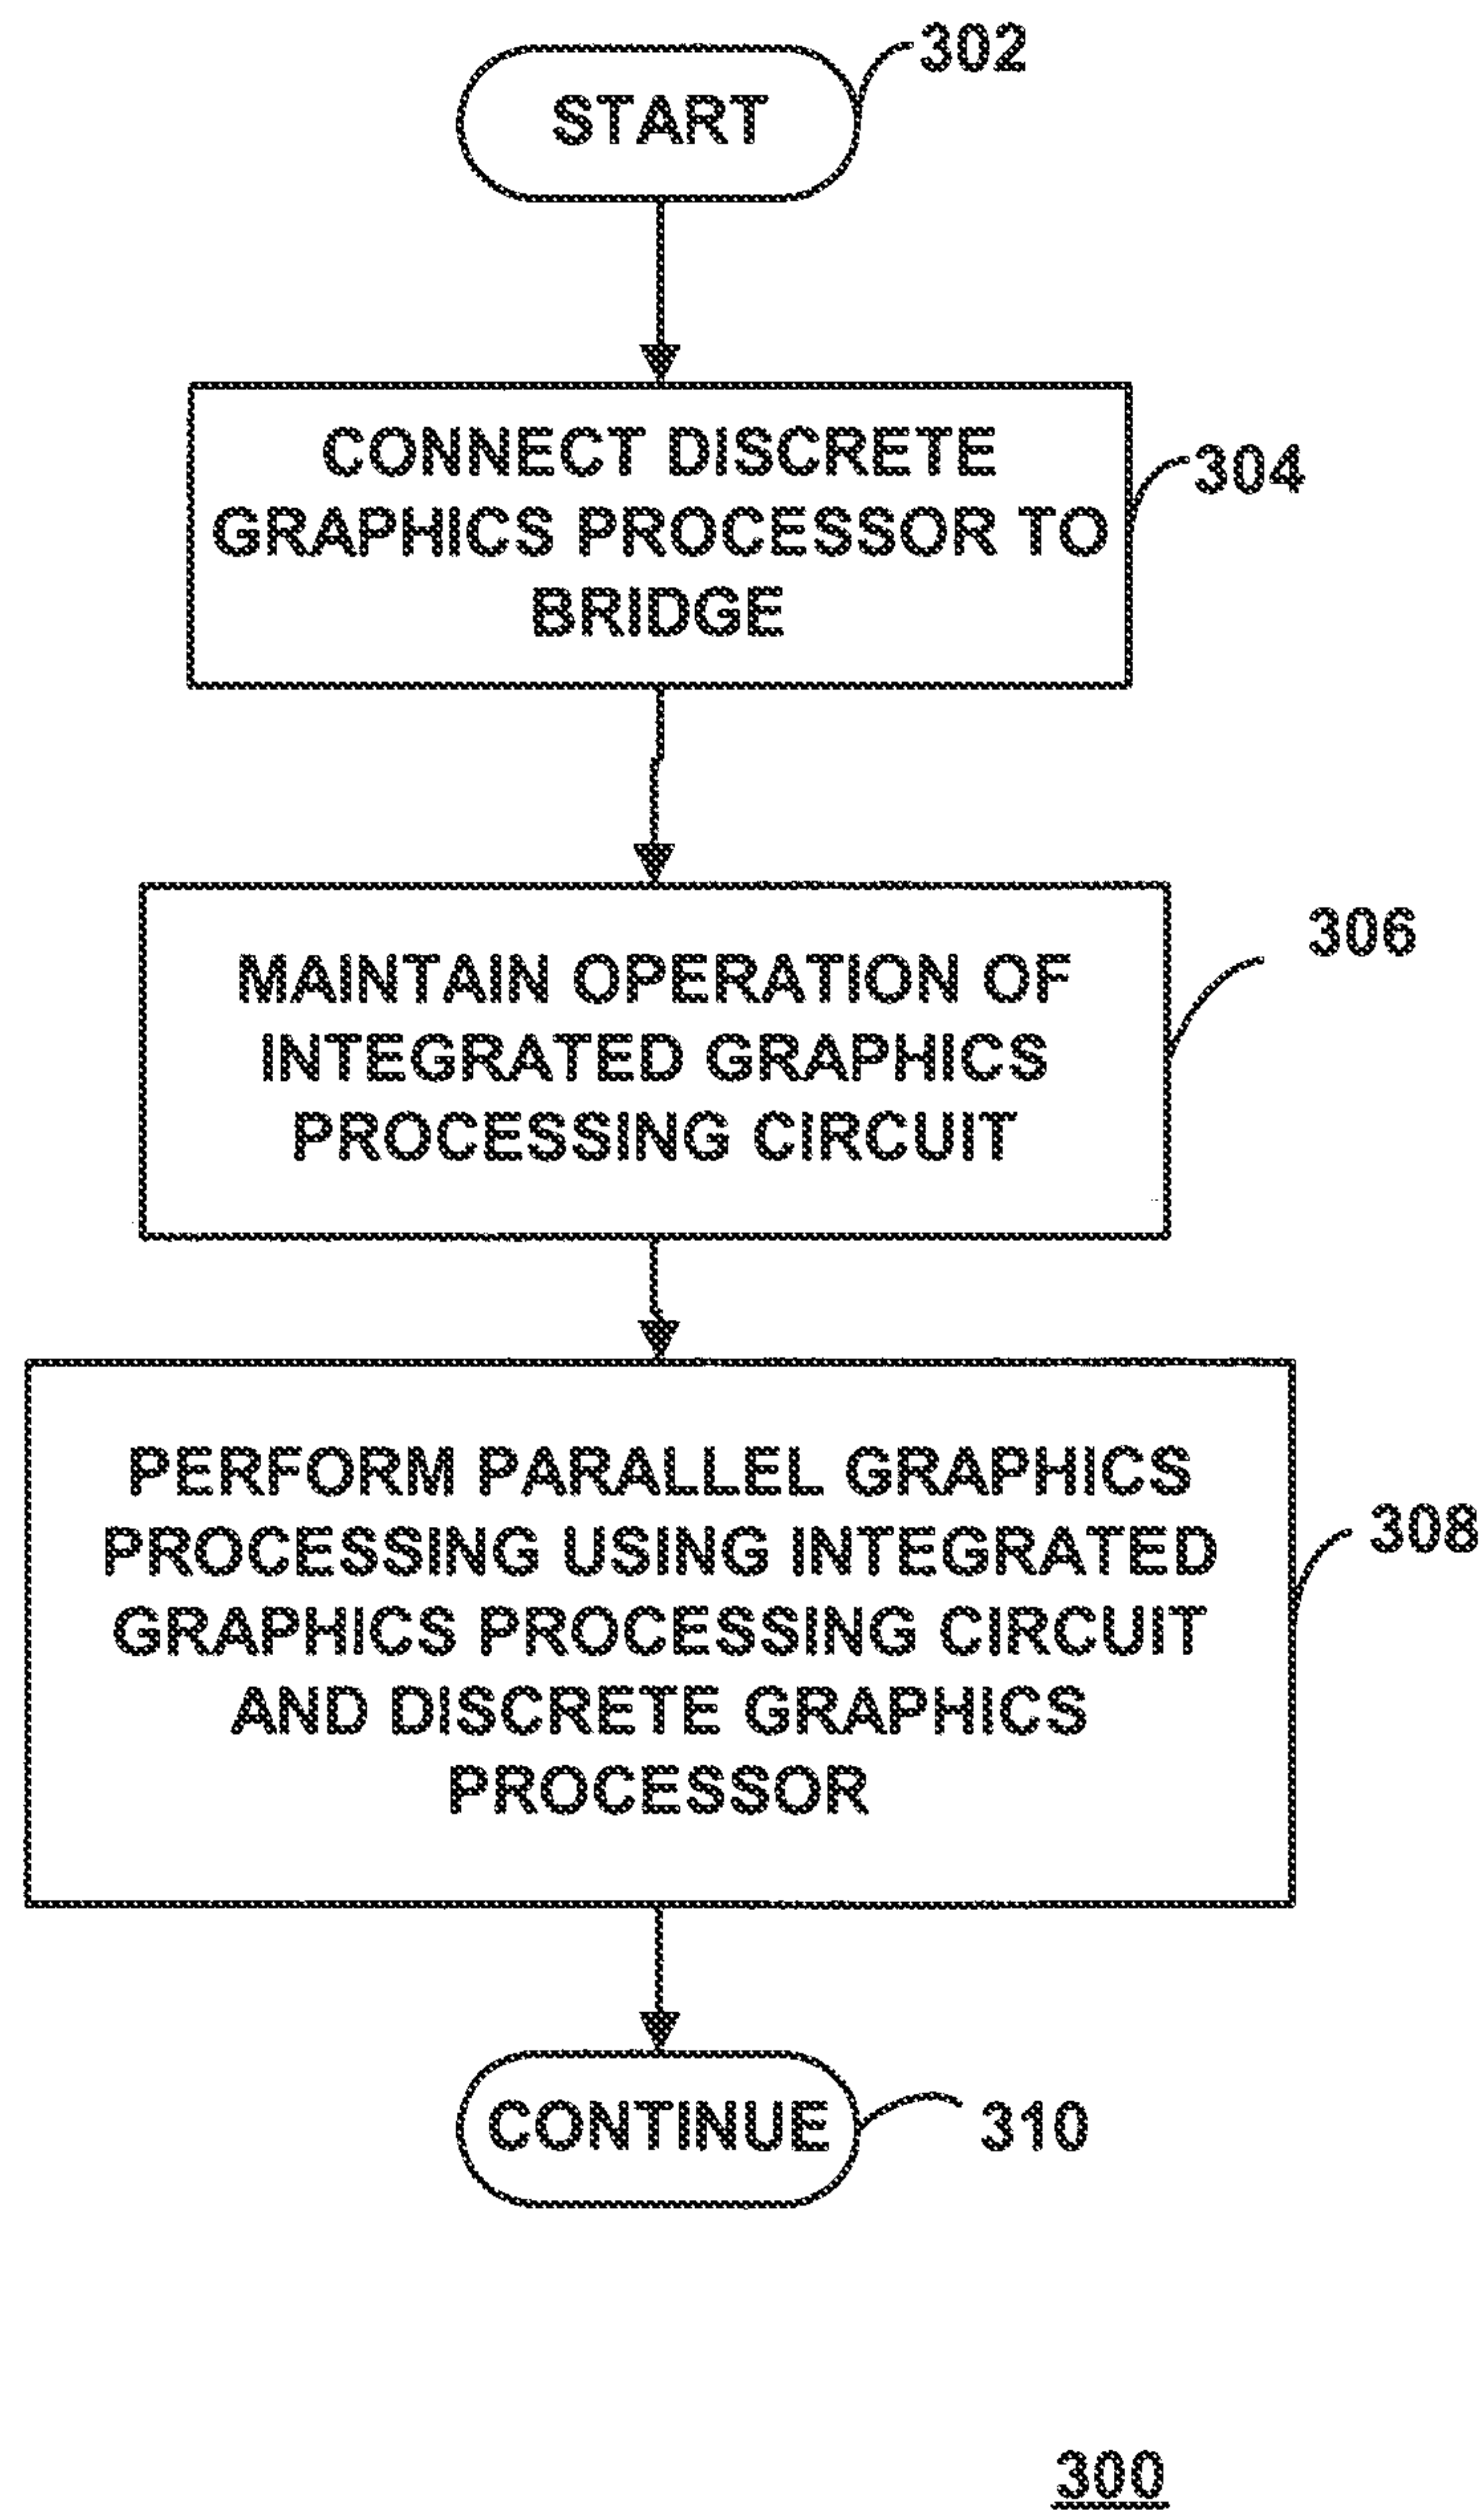 302
START
CONNECT DISCRETE
GRAPHICS PROCESSOR TO
BRIDGE
304
MAINTAIN OPERATION OF
INTEGRATED GRAPHICS
PROCESSING CIRCUIT
306
PERFORM PARALLEL GRAPHICS
PROCESSING USING INTEGRATED
GRAPHICS PROCESSING CIRCUIT
AND DISCRETE GRAPHICS
PROCESSOR
308
CONTINUE
310
300